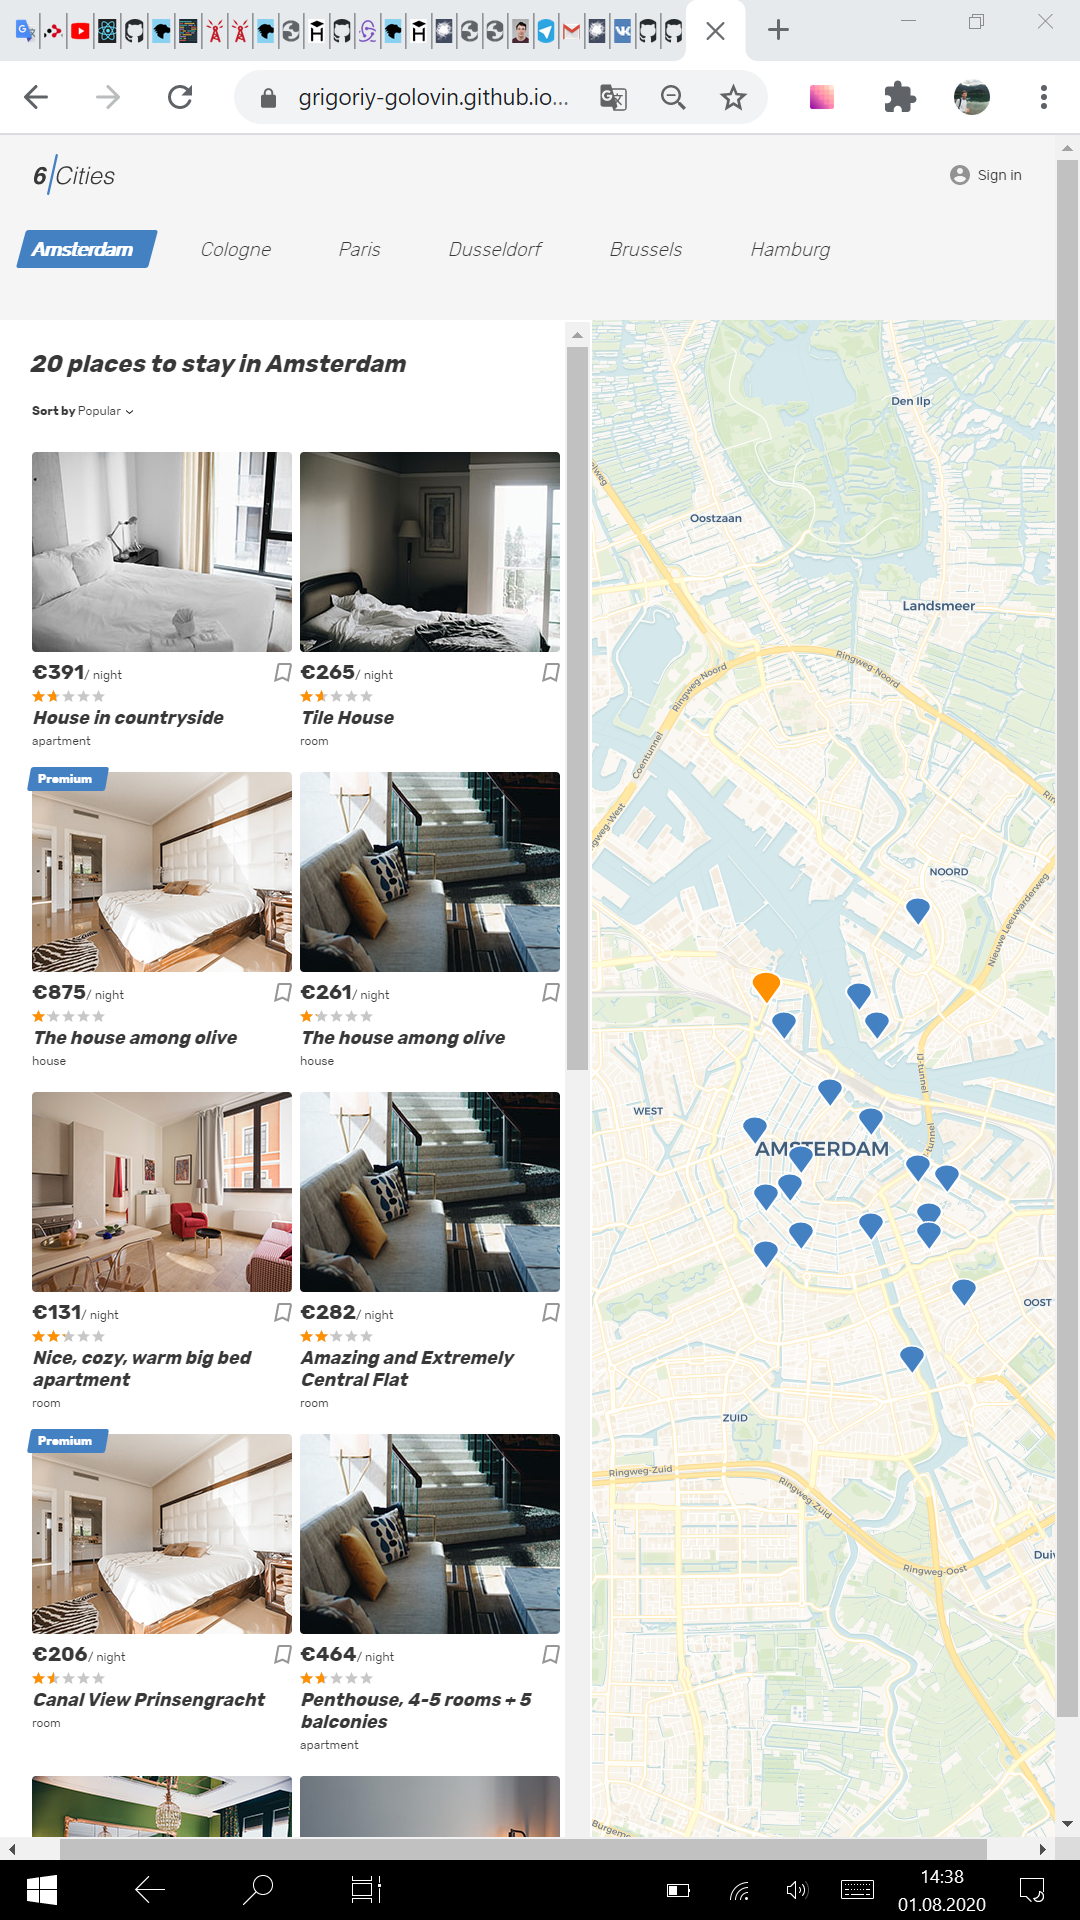 grigoriy-golovin.github.io...
6 Cities
Sign in
Amsterdam
Cologne
Paris
Dusseldorf
Brussels
Hamburg
20 places to stay in Amsterdam
Sort by Popular
€391/ night
House in countryside
apartment
€265/ night
Tile House
room
Premium
€875/ night
The house among olive
house
€261/ night
The house among olive
house
€131/ night
Nice, cozy, warm big bed
apartment
room
€282/ night
Amazing and Extremely
Central Flat
room
Premium
€206/ night
Canal View Prinsengracht
room
€464/ night
Penthouse, 4-5 rooms + 5
balconies
apartment
Den Ilp
Oostzaan
Landsmeer
Ringweg-Noord
Ringweg-Noord
Coentunnel
NOORD
Nieuwe Leeuwarderweg
IJ-tunnel
WEST
AMSTERDAM
OOST
ZUID
Ringweg-Zuid
Ringweg-Zuid
Ringweg-Oost
14:38
01.08.2020